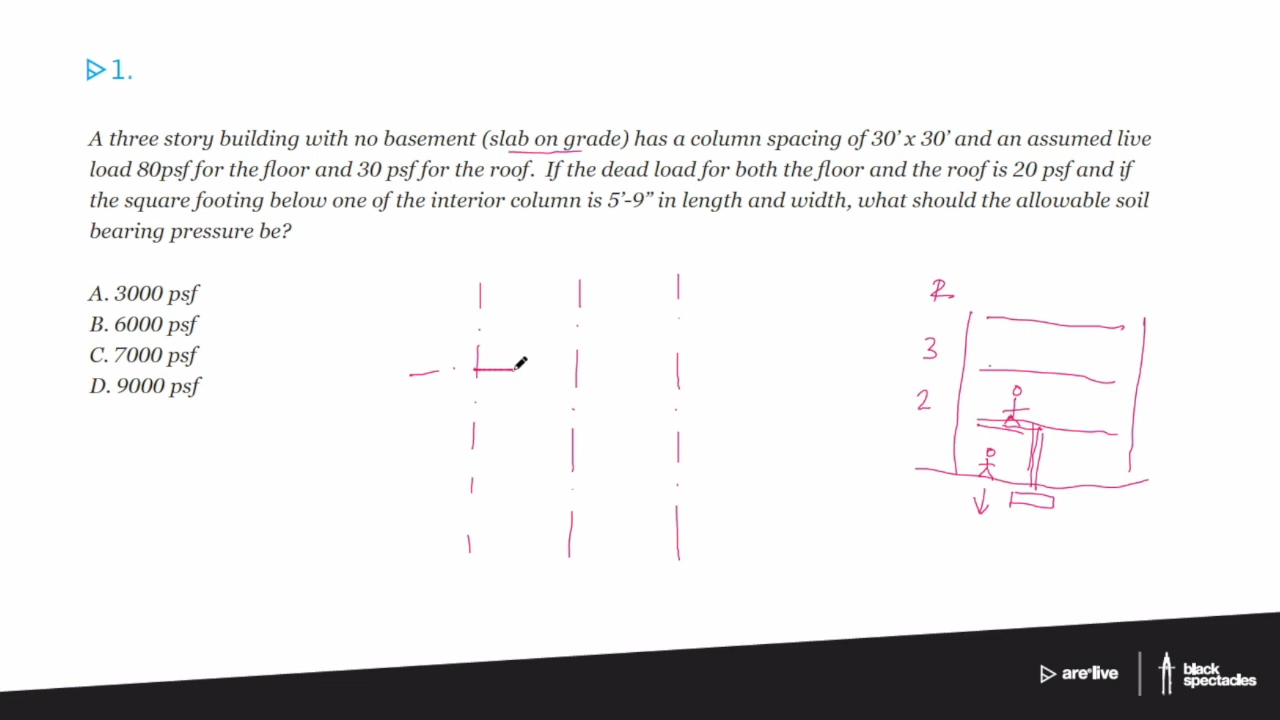 1.
A three story building with no basement (slab on grade) has a column spacing of 30’ x 30’ and an assumed live
load 80psf for the floor and 30 psf for the roof.  If the dead load for both the floor and the roof is 20 psf and if
the square footing below one of the interior column is 5’-9” in length and width, what should the allowable soil
bearing pressure be?
A. 3000 psf
B. 6000 psf
C. 7000 psf
D. 9000 psf
R
3
2
are®live
black
spectacles